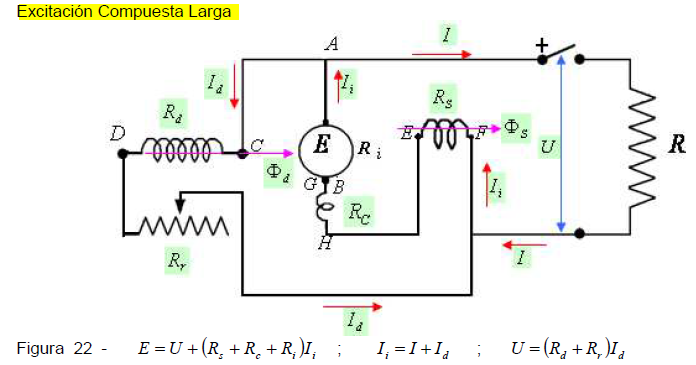 Excitación Compuesta Larga
A
I
+
I_d
I_i
R_s
R_d
D
C
E
R_i
E
F
Φ_s
U
R
Φ_d
G
B
I_i
R_C
H
R_r
I
I_d
Figura 22 - E = U + (R_s + R_c + R_i) I_i ; I_i = I + I_d ; U = (R_d + R_r) I_d